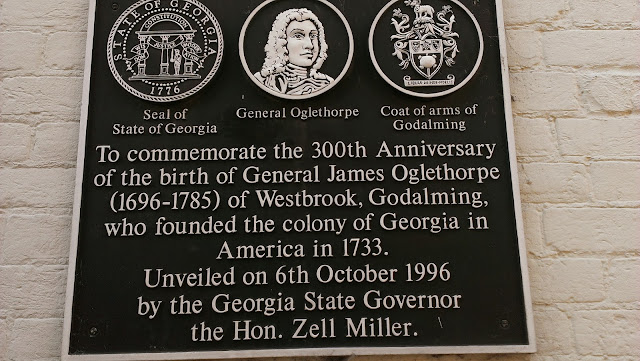 STATE OF GEORGIA
CONSTITUTION
1776
Seal of
State of Georgia
General Oglethorpe
Coat of arms of
Godalming
To commemorate the 300th Anniversary
of the birth of General James Oglethorpe
(1696-1785) of Westbrook, Godalming,
who founded the colony of Georgia in
America in 1733.
Unveiled on 6th October 1996
by the Georgia State Governor
the Hon. Zell Miller.